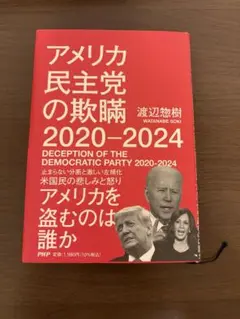 アメリカ
民主党
の欺瞞
渡辺惣樹
WATANABE SOKI
2020-2024
DECEPTION OF THE
DEMOCRATIC PARTY 2020-2024
止まらない分断と激しい左傾化
米国民の悲しみと怒り
アメリカを
盗むのは
誰か
PHP